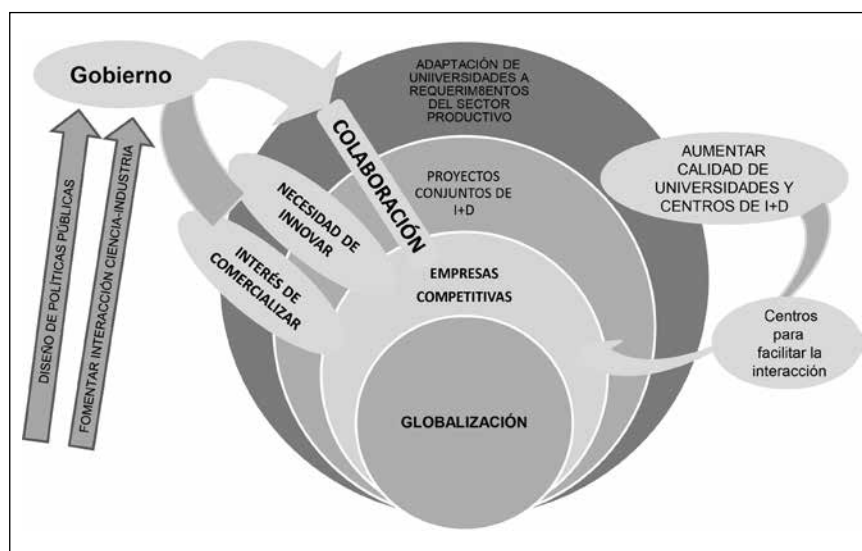 Gobierno
DISEÑO DE POLÍTICAS PÚBLICAS
FOMENTAR INTERACCIÓN CIENCIA-INDUSTRIA
COLABORACIÓN
NECESIDAD DE
INNOVAR
INTERÉS DE
COMERCIALIZAR
ADAPTACIÓN DE
UNIIVERSIDADES A
REQUERIM8ENTOS
DEL SECTOR
PRODUCTIVO
PROYECTOS
CONJUNTOS DE
I+D
EMPRESAS
COMPETITIVAS
GLOBALIZACIÓN
AUMENTAR
CALIDAD DE
UNIVERSIDADES Y
CENTROS DE I+D
Centros
para
facilitar la
interacción